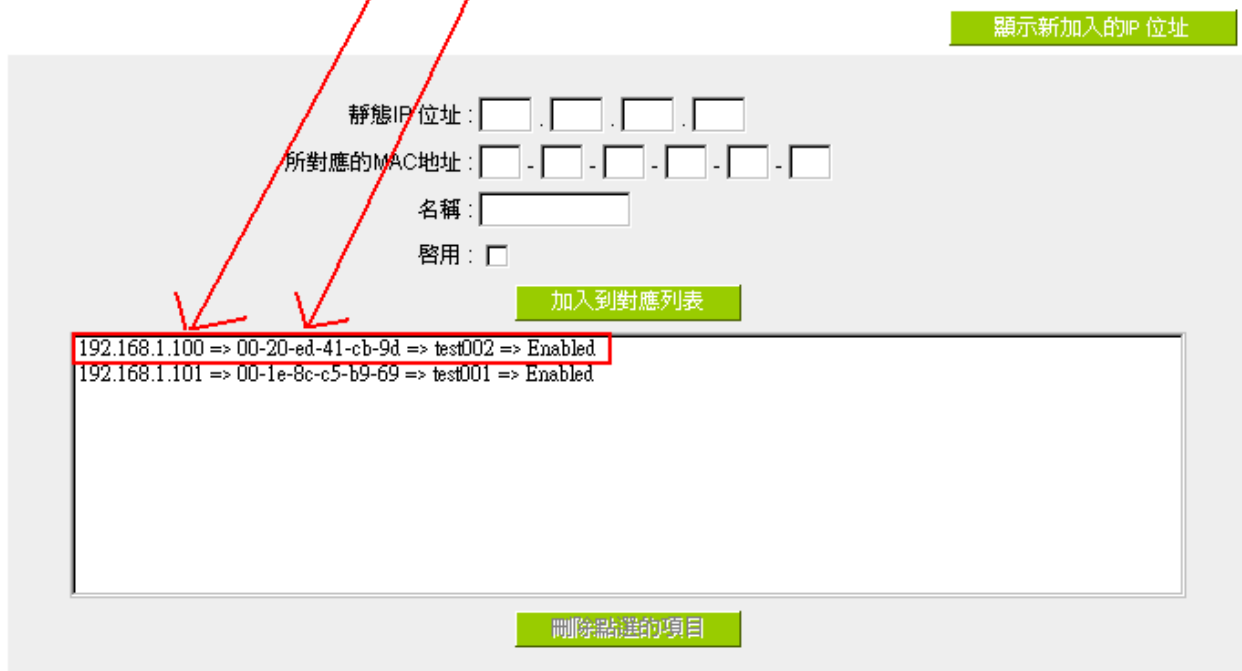 顯示新加入的IP 位址
靜態IP 位址 : . . .
所對應的MAC地址 : - - - - -
名稱 :
啓用 :
加入到對應列表
192.168.1.100 => 00-20-ed-41-cb-9d => test002 => Enabled
192.168.1.101 => 00-1e-8c-c5-b9-69 => test001 => Enabled
刪除點選的項目